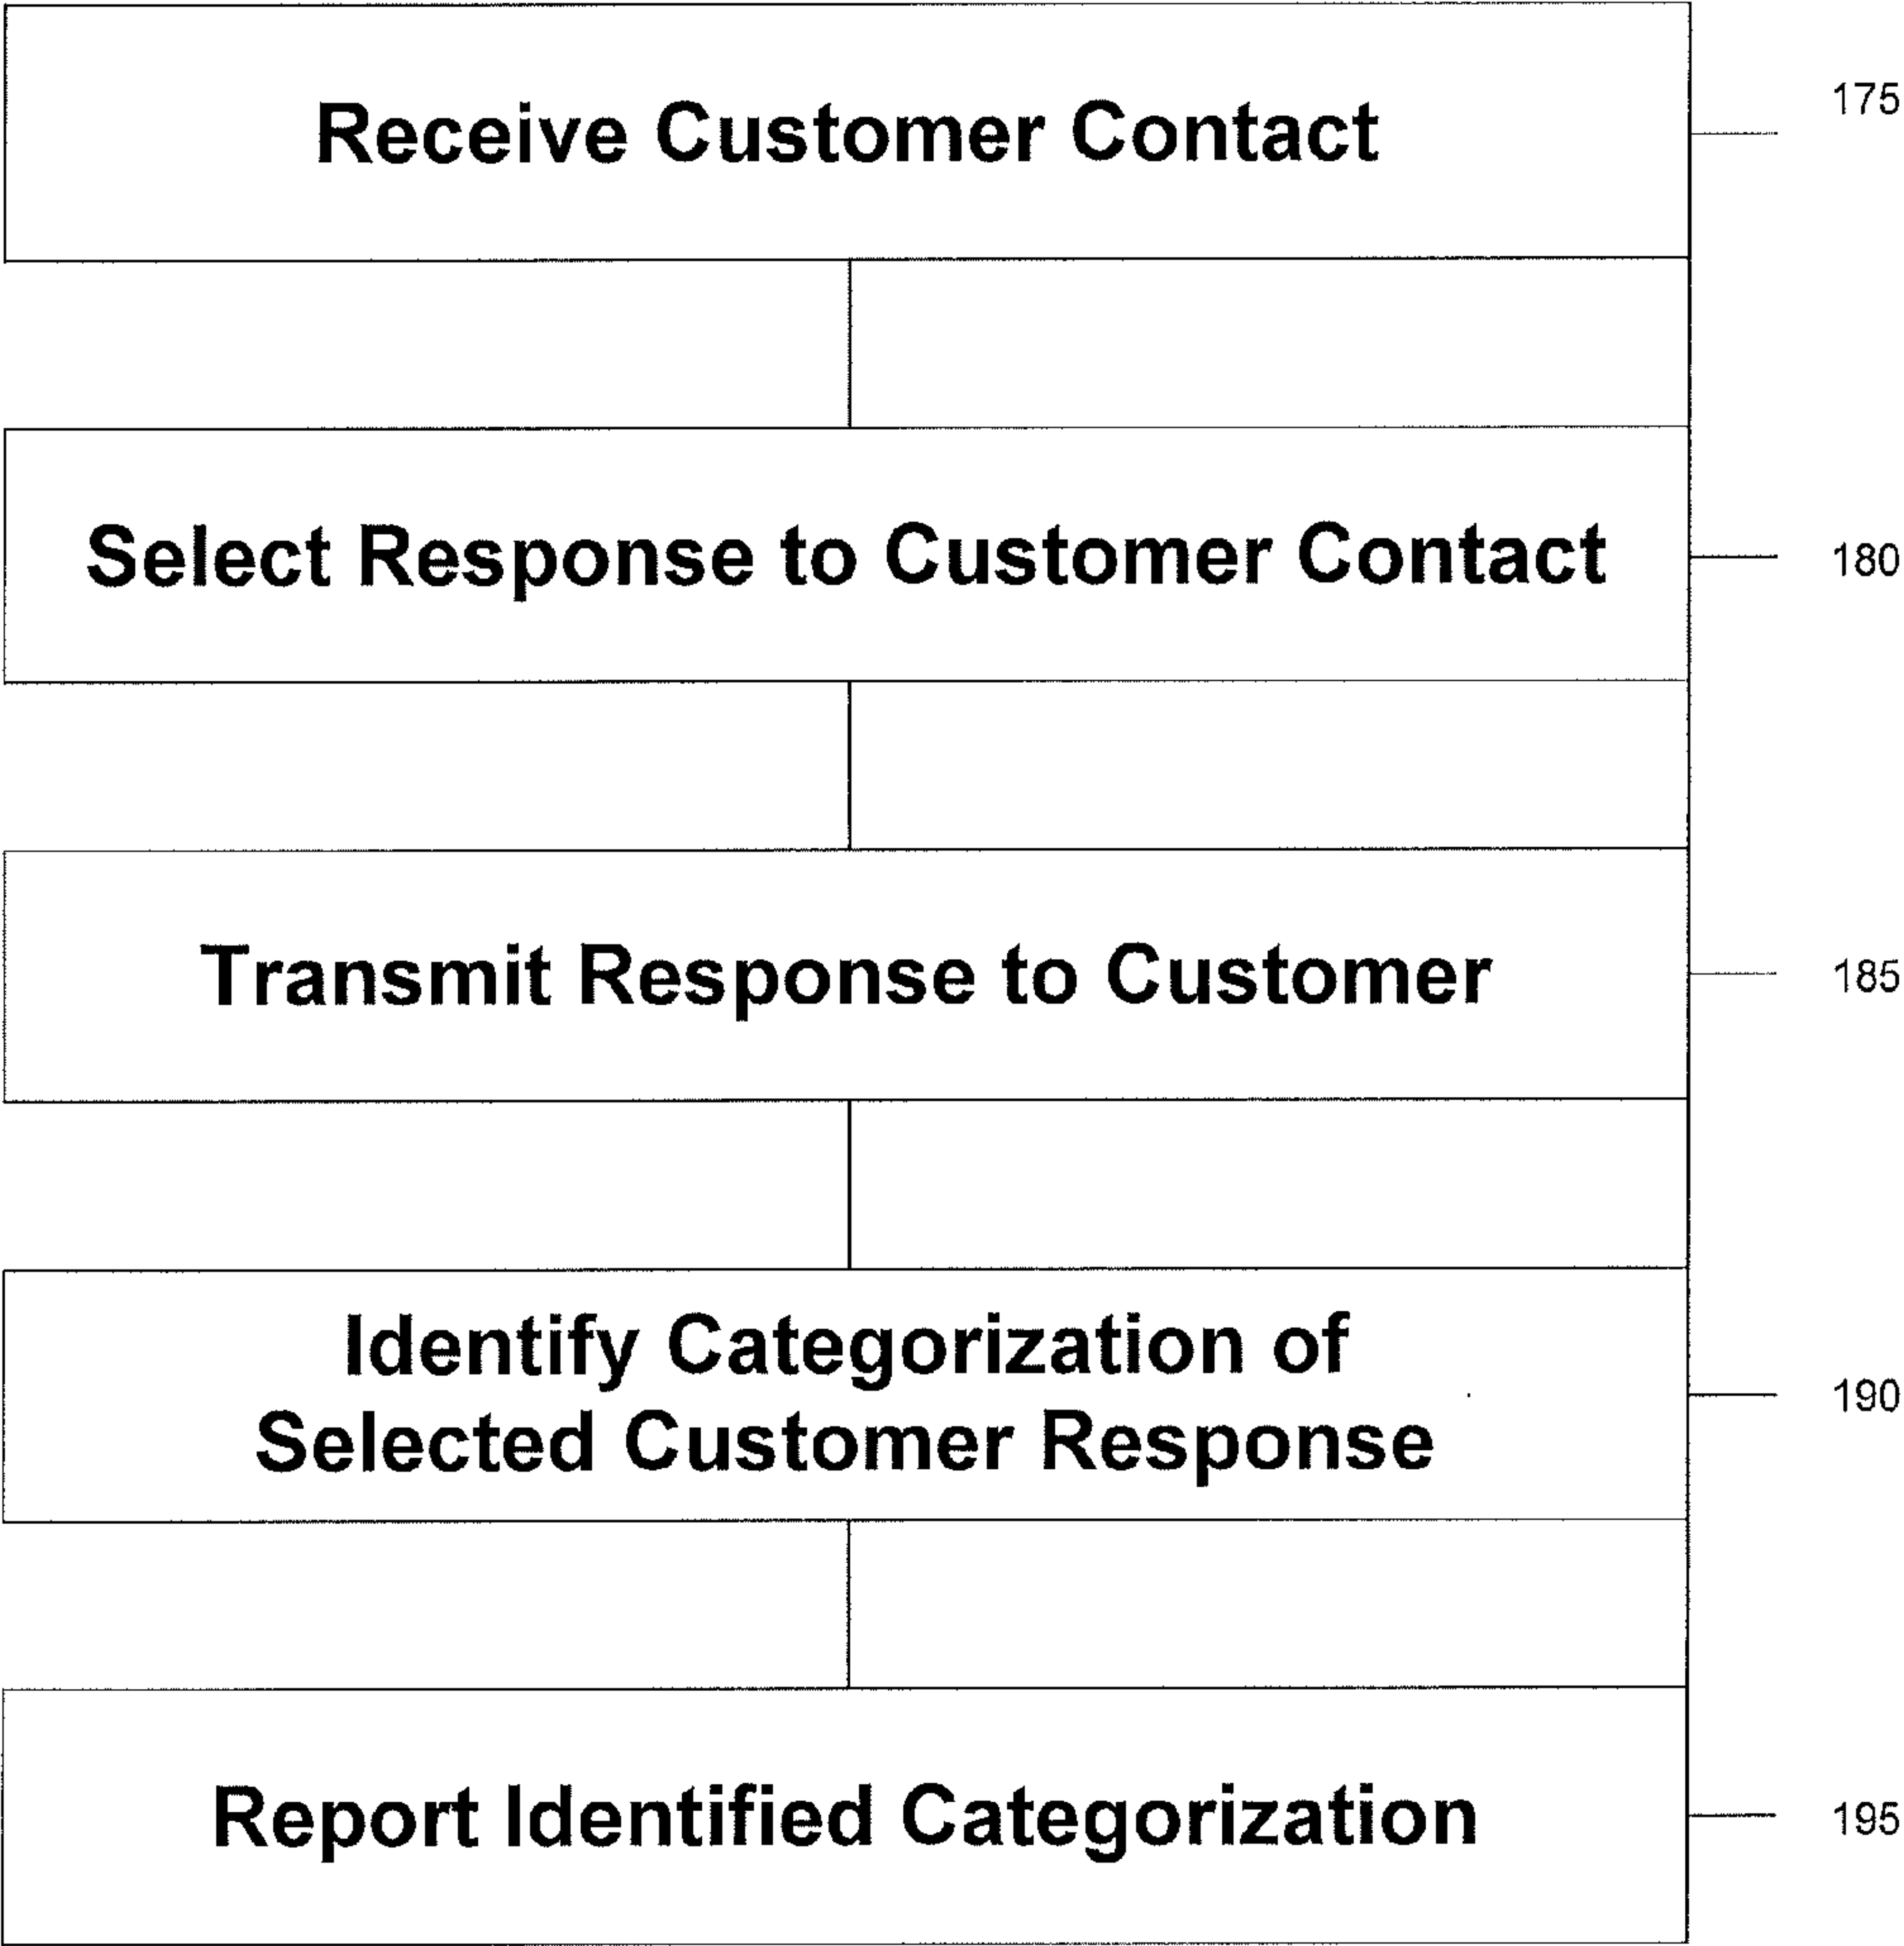 Receive Customer Contact
175
Select Response to Customer Contact
180
Transmit Response to Customer
185
Identify Categorization of
Selected Customer Response
190
Report Identified Categorization
195